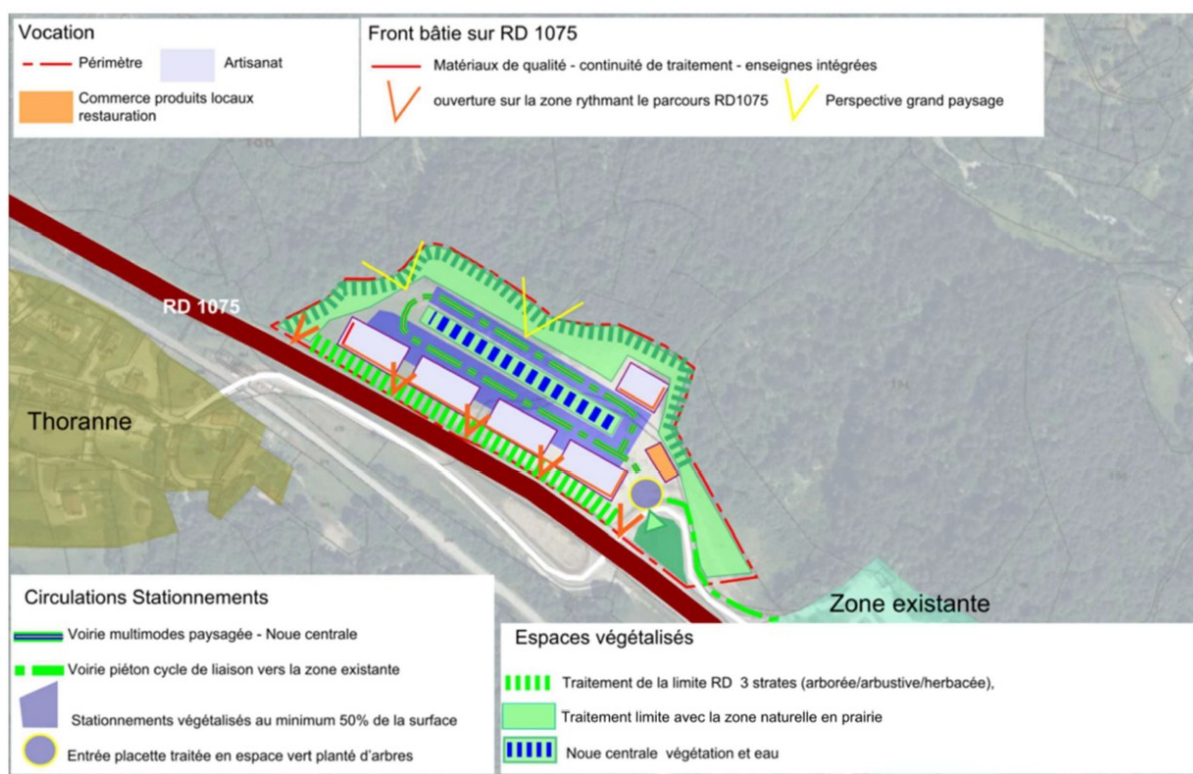 Vocation
Périmètre
Artisanat
Commerce produits locaux
restauration
Front bâtie sur RD 1075
Matériaux de qualité - continuité de traitement - enseignes intégrées
ouverture sur la zone rythmant le parcours RD1075
Perspective grand paysage
RD 1075
Thoranne
Zone existante
Circulations Stationnements
Voirie multimodes paysagée - Noue centrale
Voirie piéton cycle de liaison vers la zone existante
Stationnements végétalisés au minimum 50% de la surface
Entrée placette traitée en espace vert planté d'arbres
Espaces végétalisés
Traitement de la limite RD 3 strates (arborée/arbustive/herbacée),
Traitement limite avec la zone naturelle en prairie
Noue centrale végétation et eau